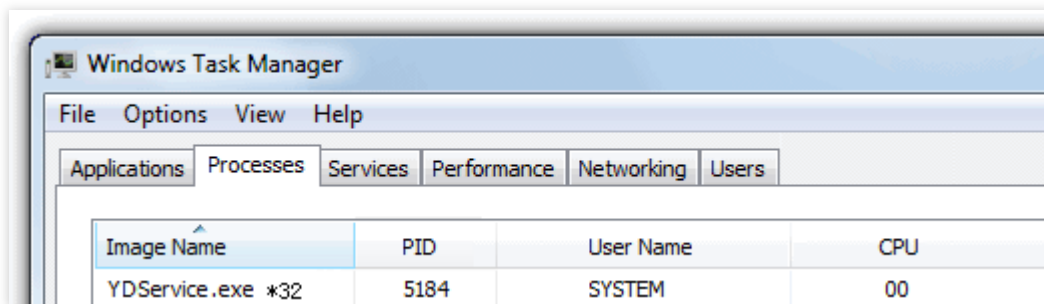 Windows Task Manager
File Options View Help
Applications Processes Services Performance Networking Users
Image Name PID User Name CPU
YDService.exe *32 5184 SYSTEM 00